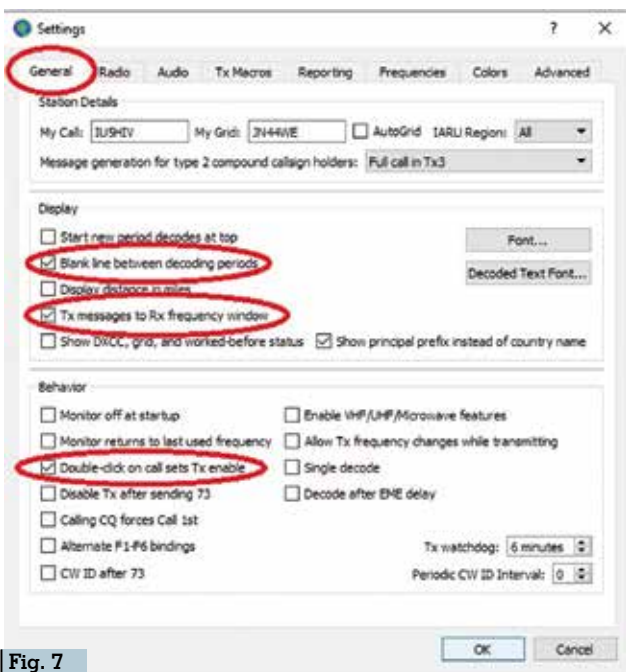 Settings
General Radio Audio Tx Macros Reporting Frequencies Colors Advanced
Station Details
My Call: IU5HIV My Grid: JN44WE AutoGrid IARU Region: All
Message generation for type 2 compound callsign holders: Full call in Tx3
Display
Start new period decodes at top
Font...
Blank line between decoding periods
Decoded Text Font...
Display distance in miles
Tx messages to Rx frequency window
Show DXCC, grid, and worked-before status Show principal prefix instead of country name
Behavior
Monitor off at startup Enable VHF/UHF/Microwave features
Monitor returns to last used frequency Allow Tx frequency changes while transmitting
Double-click on call sets Tx enable Single decode
Disable Tx after sending 73 Decode after EME delay
Calling CQ forces Call 1st
Alternate F1-F6 bindings Tx watchdog: 6 minutes
CW ID after 73 Periodic CW ID Interval: 0
OK Cancel
Fig. 7